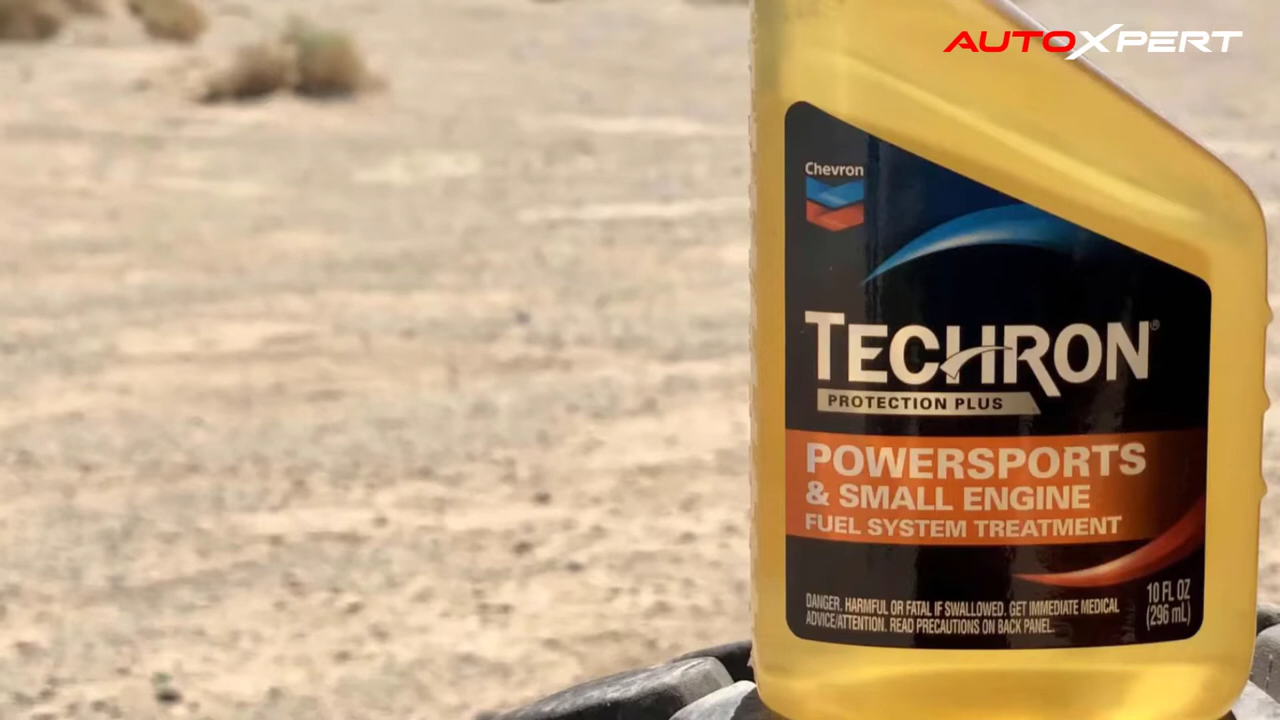 AUTOXPERT
Chevron
TECHRON®
PROTECTION PLUS
POWERSPORTS
& SMALL ENGINE
FUEL SYSTEM TREATMENT
DANGER. HARMFUL OR FATAL IF SWALLOWED. GET IMMEDIATE MEDICAL
ADVICE/ATTENTION. READ PRECAUTIONS ON BACK PANEL.
10 FL OZ
(296 mL)